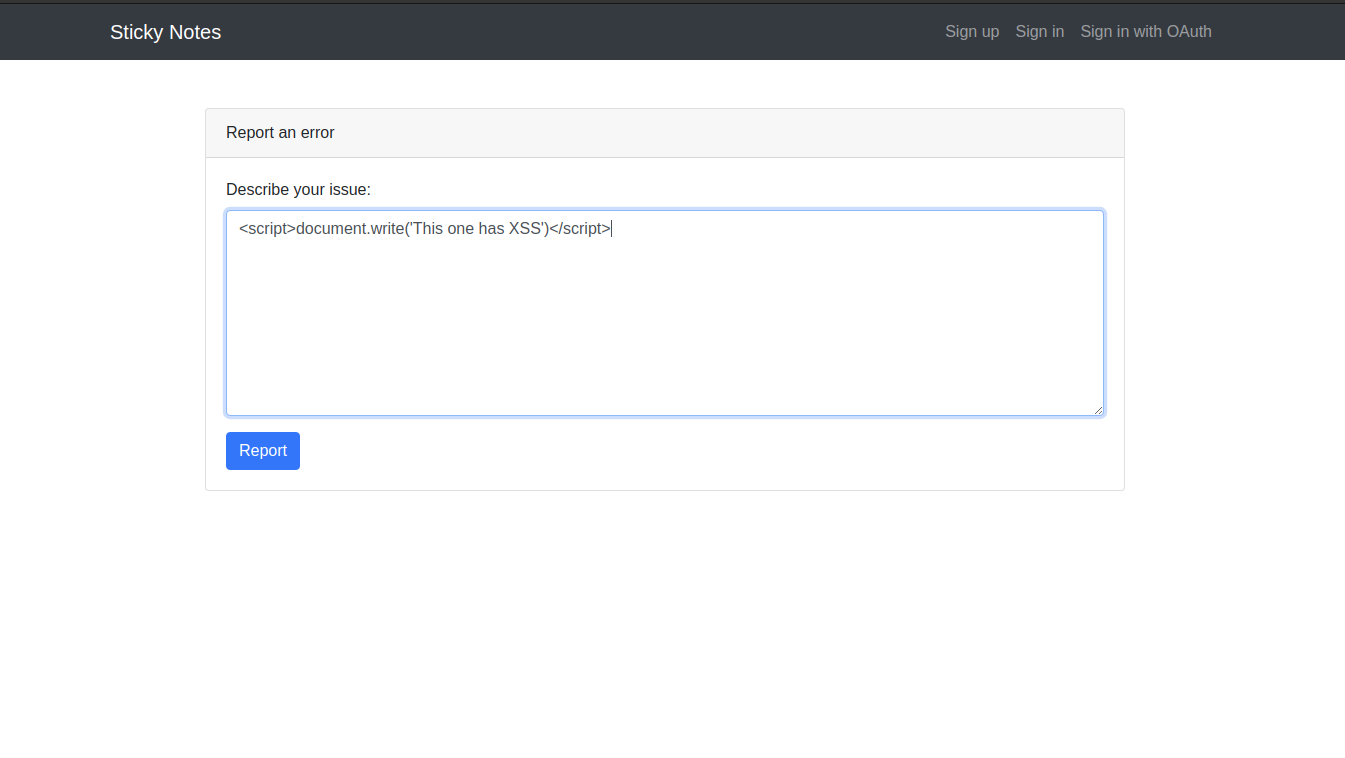 Sticky Notes
Sign up Sign in Sign in with OAuth
Report an error
Describe your issue:
<script>document.write('This one has XSS')</script>
Report